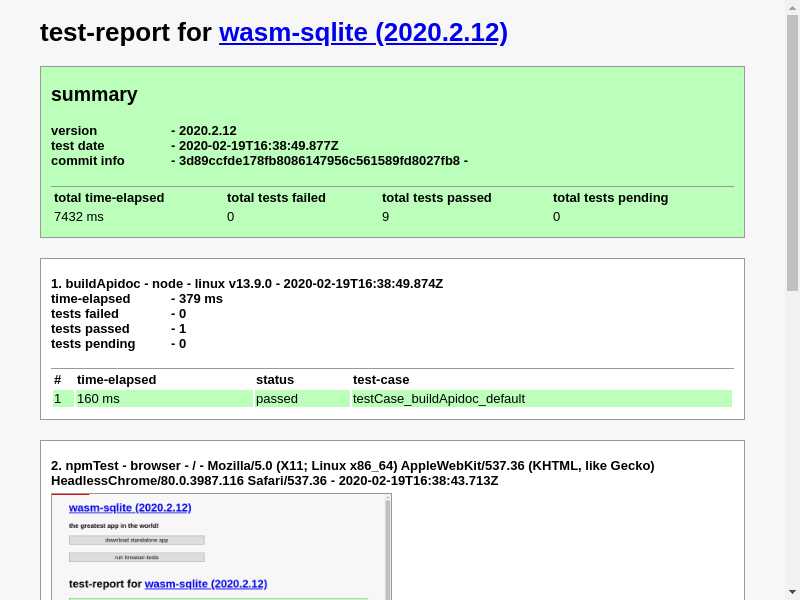 test-report for wasm-sqlite (2020.2.12)
summary
version - 2020.2.12
test date - 2020-02-19T16:38:49.877Z
commit info - 3d89ccfde178fb8086147956c561589fd8027fb8 -
total time-elapsed total tests failed total tests passed total tests pending
7432 ms 0 9 0
1. buildApidoc - node - linux v13.9.0 - 2020-02-19T16:38:49.874Z
time-elapsed - 379 ms
tests failed - 0
tests passed - 1
tests pending - 0
# time-elapsed status test-case
1 160 ms passed testCase_buildApidoc_default
2. npmTest - browser - / - Mozilla/5.0 (X11; Linux x86_64) AppleWebKit/537.36 (KHTML, like Gecko)
HeadlessChrome/80.0.3987.116 Safari/537.36 - 2020-02-19T16:38:43.713Z
wasm-sqlite (2020.2.12)
the greatest app in the world!
download standalone app
run browser-tests
test-report for wasm-sqlite (2020.2.12)